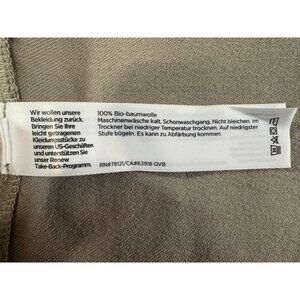 Wir wollen unsere
Bekleidung zurück.
Bringen Sie Ihre
nicht getragenen
Kleidungsstücke zu
unseren US-Geschäften
und unterstützen Sie
unser Renew
Take-Back-Programm.
100% Bio-baumwolle
Maschinenwäsche kalt, Schonwaschgang. Nicht bleichen. im
Trockner bei niedriger Temperatur trocknen. Auf niedrigster
Stufe bügeln. Es kann zu Abfärbung kommen.
RN#78121/CA#63918 QVB